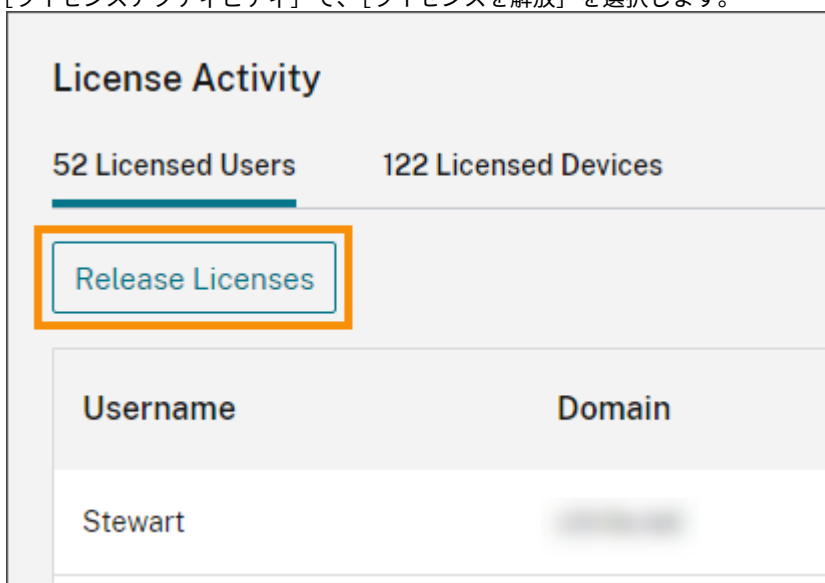 [ライセンスアクティビティ] で、[ライセンスを解放] を選択します。
License Activity
52 Licensed Users 122 Licensed Devices
Release Licenses
Username Domain
Stewart